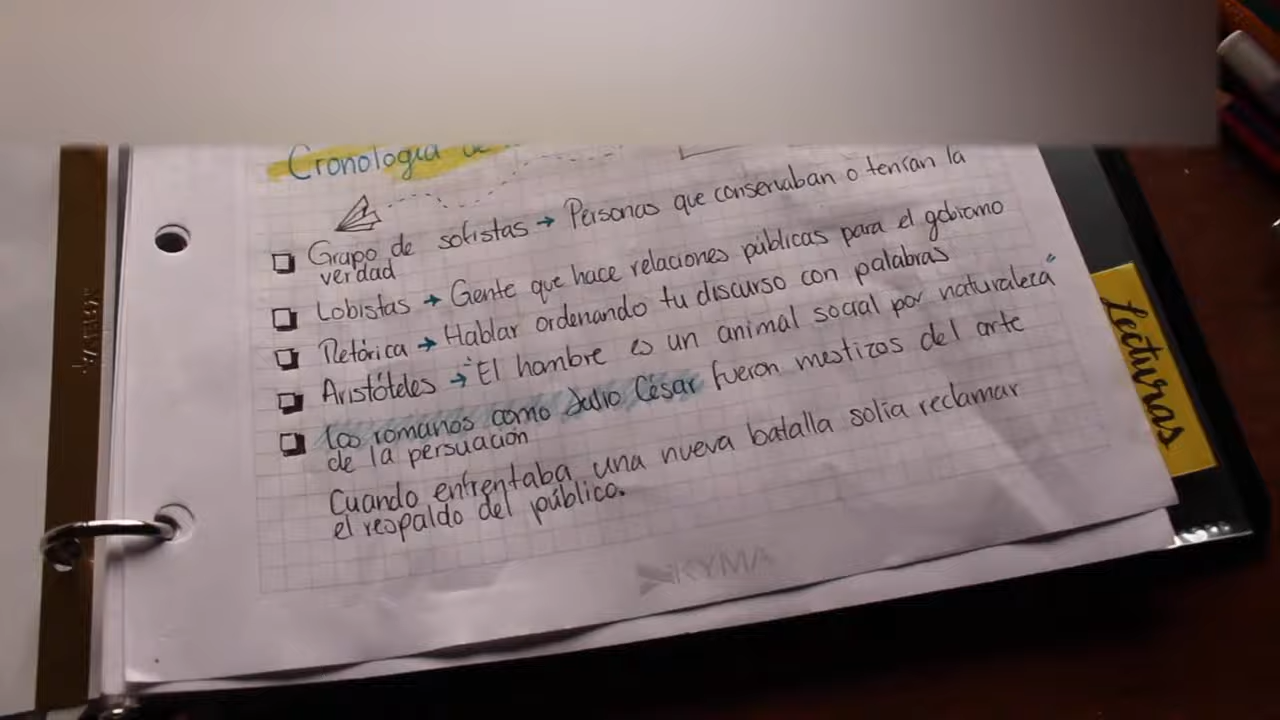 Cronología
Grupo de sofistas → Personas que conservaban o tenían la
verdad
Lobistas → Gente que hace relaciones públicas para el gobierno
Retórica → Hablar ordenando tu discurso con palabras
Aristóteles → "El hombre es un animal social por naturaleza"
Los romanos como Julio César fueron mestizos del arte
de la persuación
Cuando enfrentaba una nueva batalla solía reclamar
el respaldo del público.
KYMA
Lecturas